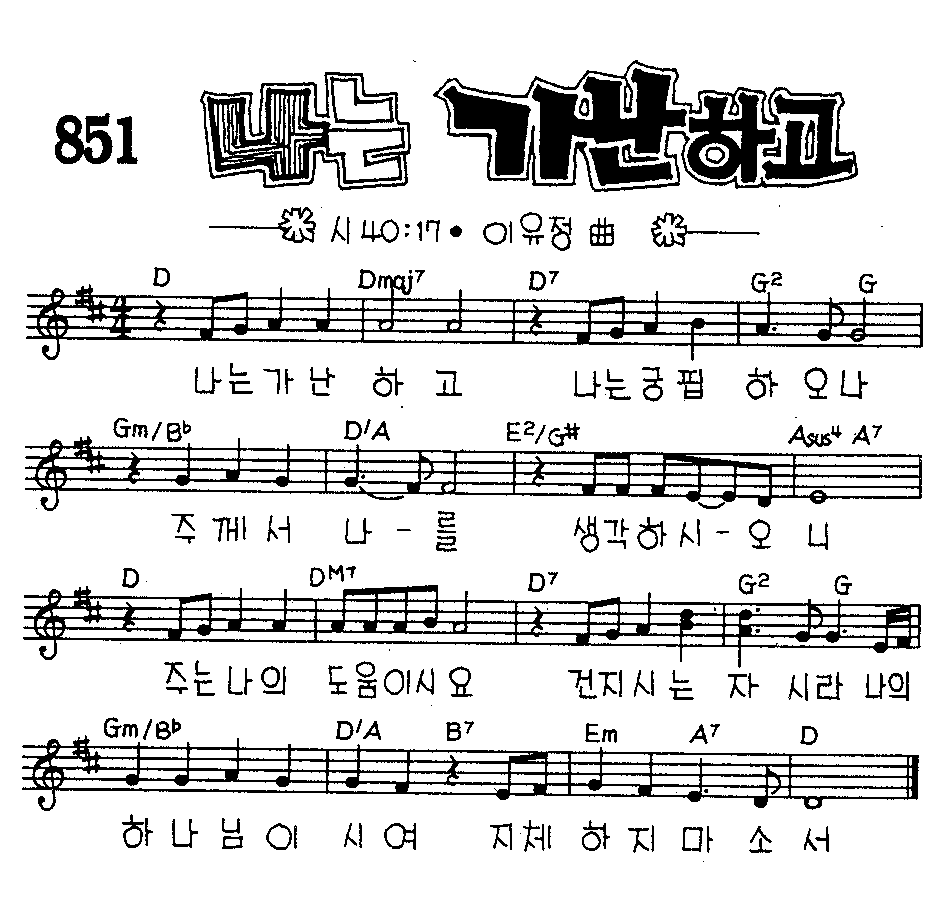 851 나는 가난하고
시 40:17 • 이유정 曲
D Dmaj7 D7 G2 G
나는가난 하고 나는궁핍 하오나
Gm/Bb D/A E2/G# Asus4 A7
주께서 나-를 생각하시-오니
D DM7 D7 G2 G
주는나의 도움이시요 건지시는 자 시라 나의
Gm/Bb D/A B7 Em A7 D
하나님이 시여 지체 하지마소서